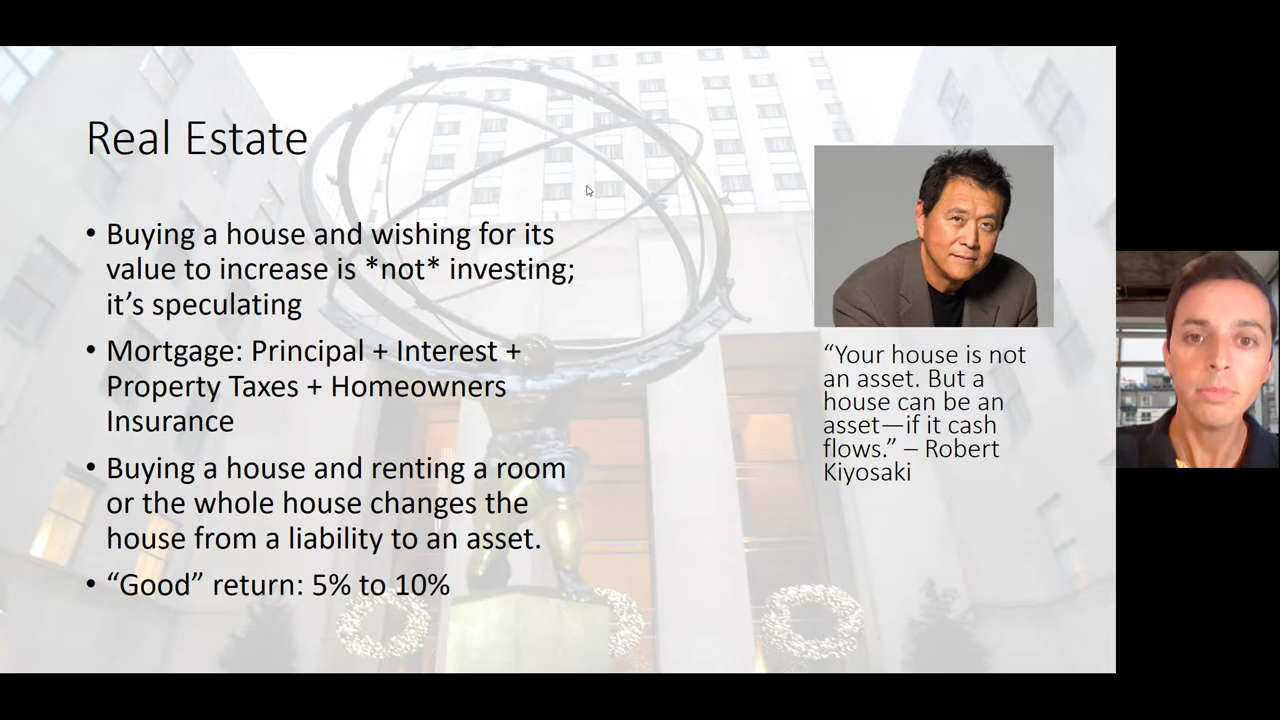 Real Estate
• Buying a house and wishing for its
value to increase is *not* investing;
it’s speculating
• Mortgage: Principal + Interest +
Property Taxes + Homeowners
Insurance
• Buying a house and renting a room
or the whole house changes the
house from a liability to an asset.
• “Good” return: 5% to 10%
“Your house is not
an asset. But a
house can be an
asset—if it cash
flows.” – Robert
Kiyosaki